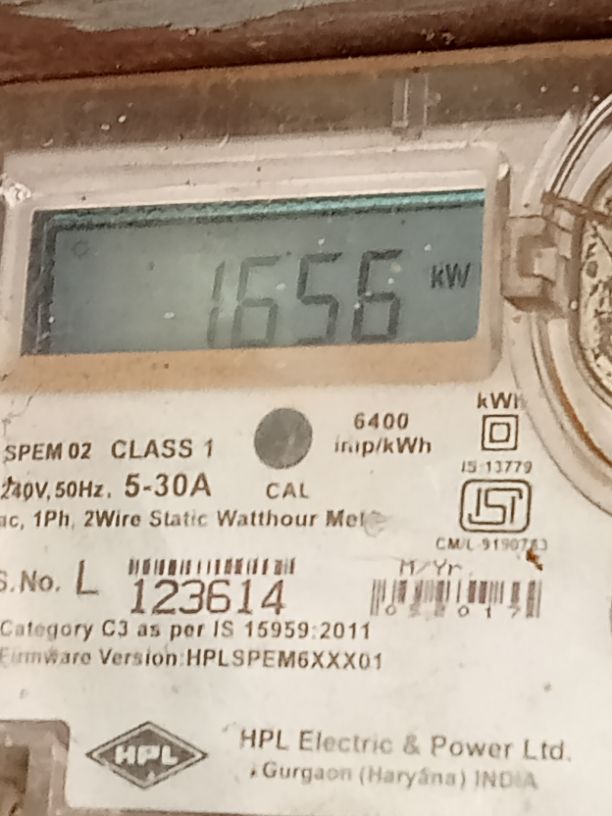 1656 kW
kWh
6400
imp/kWh
SPEM 02 CLASS 1
IS 13779
240V, 50Hz, 5-30A
CAL
ac, 1Ph, 2Wire Static Watthour
CM/L-9190783
S.No. L
M/Yr.
123614
Category C3 as per IS 15959:2011
Firmware Version:HPLSPEM6XXX01
HPL
HPL Electric & Power Ltd.
Gurgaon (Haryana) INDIA